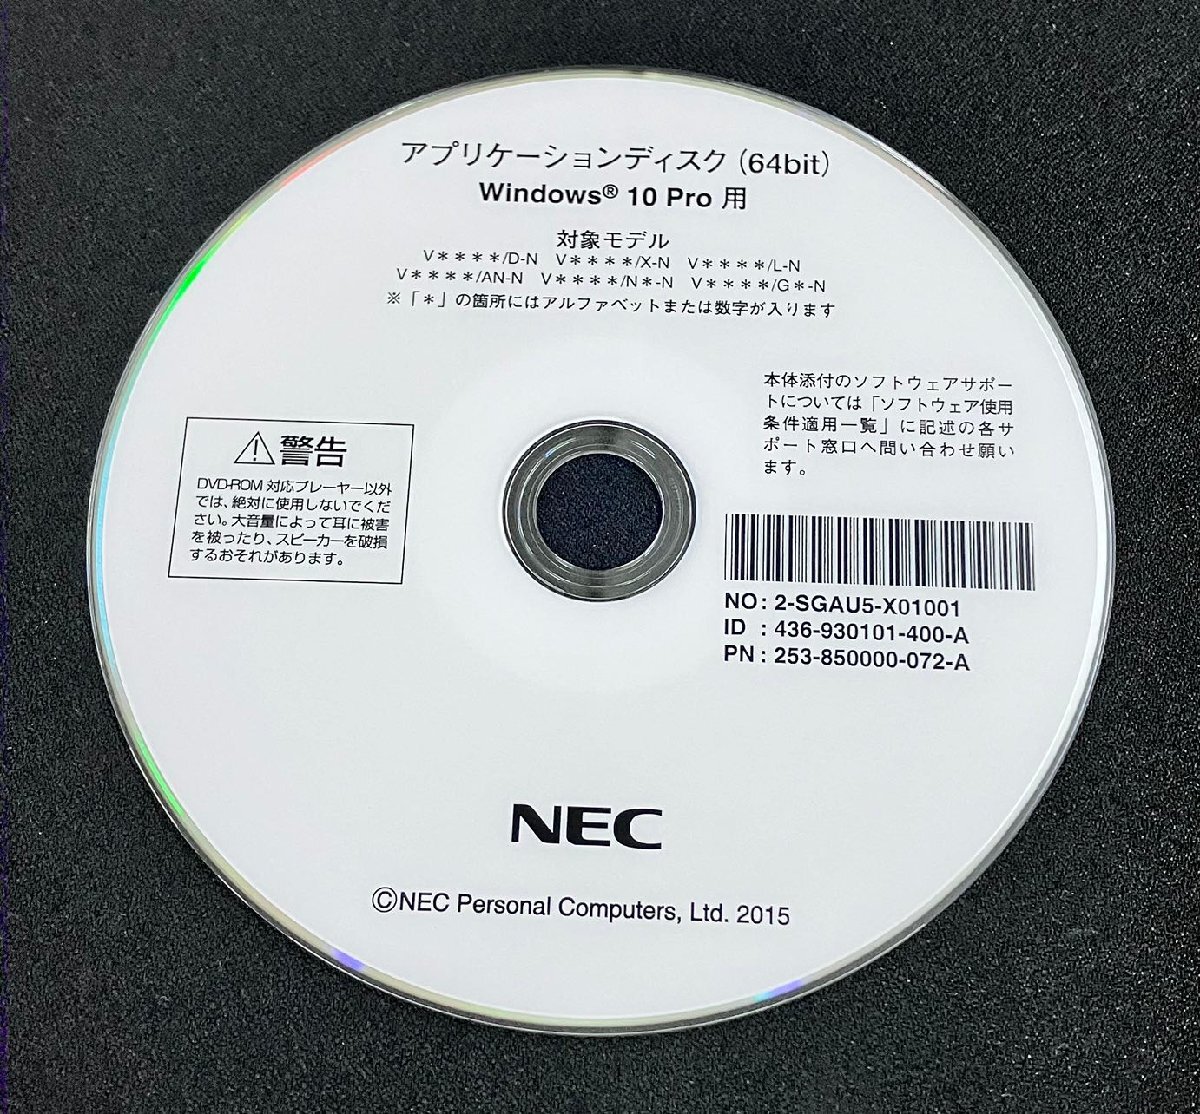 アプリケーションディスク(64bit)
Windows® 10 Pro 用
対象モデル
V＊＊＊＊/D-N V＊＊＊＊/X-N V＊＊＊＊/L-N
V＊＊＊＊/AN-N V＊＊＊＊/N＊-N V＊＊＊＊/G＊-N
※「＊」の箇所にはアルファベットまたは数字が入ります
本体添付のソフトウェアサポー
トについては「ソフトウェア使用
条件適用一覧」に記述の各サ
ポート窓口へ問い合わせ願い
ます。
警告
DVD-ROM 対応プレーヤー以外
では、絶対に使用しないでくだ
さい。大音量によって耳に被害
を被ったり、スピーカーを破損
するおそれがあります。
NO: 2-SGAU5-X01001
ID : 436-930101-400-A
PN: 253-850000-072-A
NEC
©NEC Personal Computers, Ltd. 2015